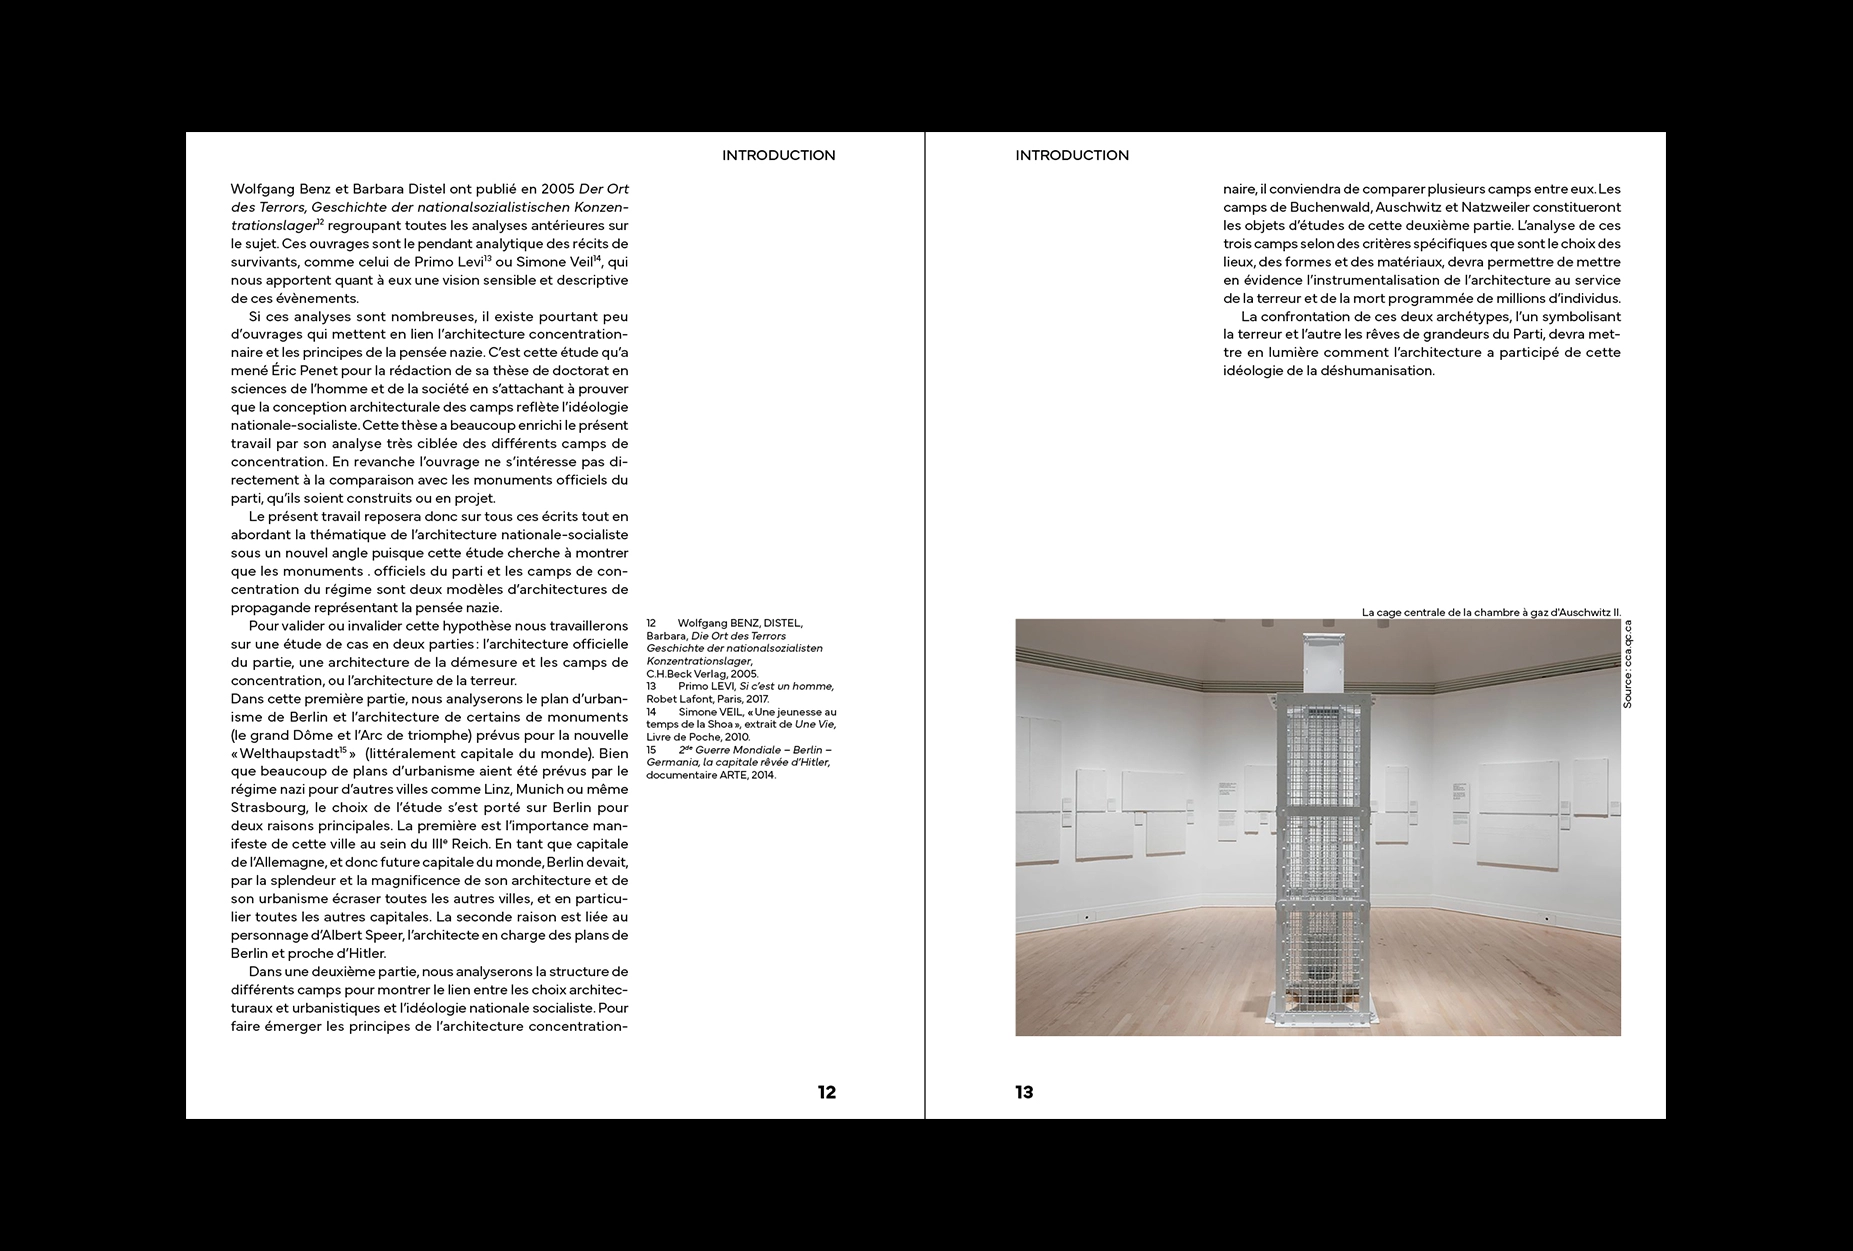 INTRODUCTION
Wolfgang Benz et Barbara Distel ont publié en 2005 Der Ort
des Terrors, Geschichte der nationalsozialistischen Konzen-
trationslager12 regroupant toutes les analyses antérieures sur
le sujet. Ces ouvrages sont le pendant analytique des récits de
survivants, comme celui de Primo Levi13 ou Simone Veil14, qui
nous apportent quant à eux une vision sensible et descriptive
de ces évènements.
Si ces analyses sont nombreuses, il existe pourtant peu
d'ouvrages qui mettent en lien l'architecture concentration-
naire et les principes de la pensée nazie. C'est cette étude qu'a
mené Éric Penet pour la rédaction de sa thèse de doctorat en
sciences de l'homme et de la société en s'attachant à prouver
que la conception architecturale des camps reflète l'idéologie
nationale-socialiste. Cette thèse a beaucoup enrichi le présent
travail par son analyse très ciblée des différents camps de
concentration. En revanche l'ouvrage ne s'intéresse pas di-
rectement à la comparaison avec les monuments officiels du
parti, qu'ils soient construits ou en projet.
Le présent travail reposera donc sur tous ces écrits tout en
abordant la thématique de l'architecture nationale-socialiste
sous un nouvel angle puisque cette étude cherche à montrer
que les monuments . officiels du parti et les camps de con-
centration du régime sont deux modèles d'architectures de
propagande représentant la pensée nazie.
Pour valider ou invalider cette hypothèse nous travaillerons
sur une étude de cas en deux parties : l'architecture officielle
du partie, une architecture de la démesure et les camps de
concentration, ou l'architecture de la terreur.
Dans cette première partie, nous analyserons le plan d'urban-
isme de Berlin et l'architecture de certains de monuments
(le grand Dôme et l'Arc de triomphe) prévus pour la nouvelle
« Welthaupstadt15 » (littéralement capitale du monde). Bien
que beaucoup de plans d'urbanisme aient été prévus par le
régime nazi pour d'autres villes comme Linz, Munich ou même
Strasbourg, le choix de l'étude s'est porté sur Berlin pour
deux raisons principales. La première est l'importance man-
ifeste de cette ville au sein du IIIe Reich. En tant que capitale
de l'Allemagne, et donc future capitale du monde, Berlin devait,
par la splendeur et la magnificence de son architecture et de
son urbanisme écraser toutes les autres villes, et en particu-
lier toutes les autres capitales. La seconde raison est liée au
personnage d'Albert Speer, l'architecte en charge des plans de
Berlin et proche d'Hitler.
Dans une deuxième partie, nous analyserons la structure de
différents camps pour montrer le lien entre les choix architec-
turaux et urbanistiques et l'idéologie nationale socialiste. Pour
faire émerger les principes de l'architecture concentration-
12 Wolfgang BENZ, DISTEL,
Barbara, Die Ort des Terrors
Geschichte der nationalsozialisten
Konzentrationslager,
C.H.Beck Verlag, 2005.
13 Primo LEVI, Si c'est un homme,
Robet Lafont, Paris, 2017.
14 Simone VEIL, « Une jeunesse au
temps de la Shoa », extrait de Une Vie,
Livre de Poche, 2010.
15 2de Guerre Mondiale – Berlin –
Germania, la capitale rêvée d'Hitler,
documentaire ARTE, 2014.
12
INTRODUCTION
naire, il conviendra de comparer plusieurs camps entre eux. Les
camps de Buchenwald, Auschwitz et Natzweiler constitueront
les objets d'études de cette deuxième partie. L'analyse de ces
trois camps selon des critères spécifiques que sont le choix des
lieux, des formes et des matériaux, devra permettre de mettre
en évidence l'instrumentalisation de l'architecture au service
de la terreur et de la mort programmée de millions d'individus.
La confrontation de ces deux archétypes, l'un symbolisant
la terreur et l'autre les rêves de grandeurs du Parti, devra met-
tre en lumière comment l'architecture a participé de cette
idéologie de la déshumanisation.
La cage centrale de la chambre à gaz d'Auschwitz II.
Source : cca.qc.ca
13